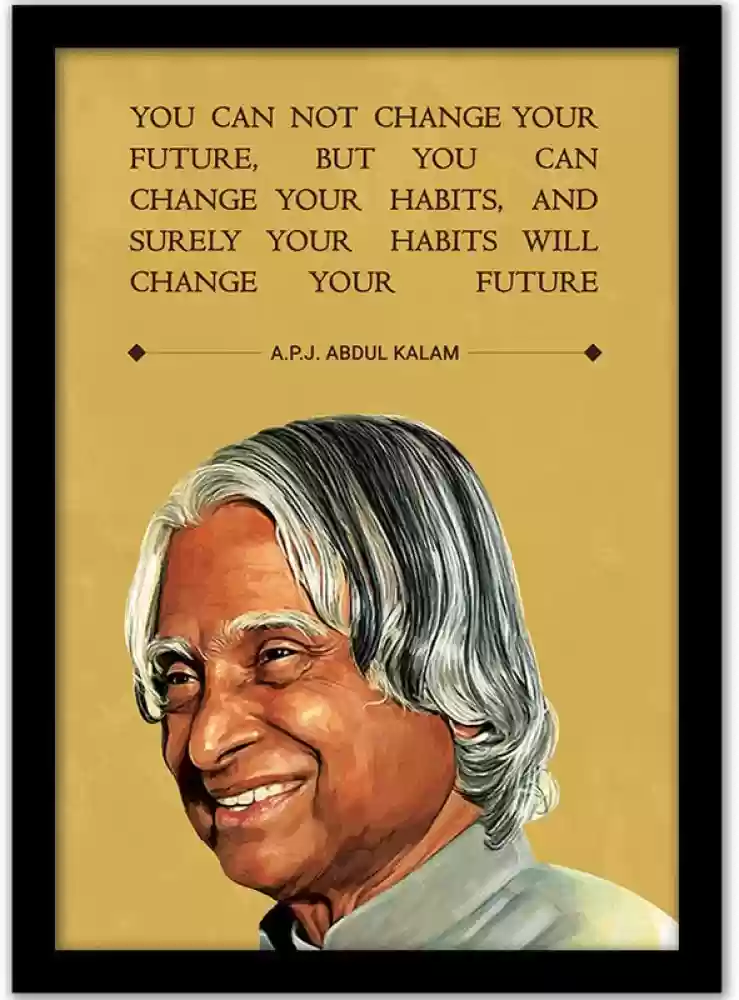 YOU CAN NOT CHANGE YOUR
FUTURE, BUT YOU CAN
CHANGE YOUR HABITS, AND
SURELY YOUR HABITS WILL
CHANGE YOUR FUTURE
A.P.J. ABDUL KALAM